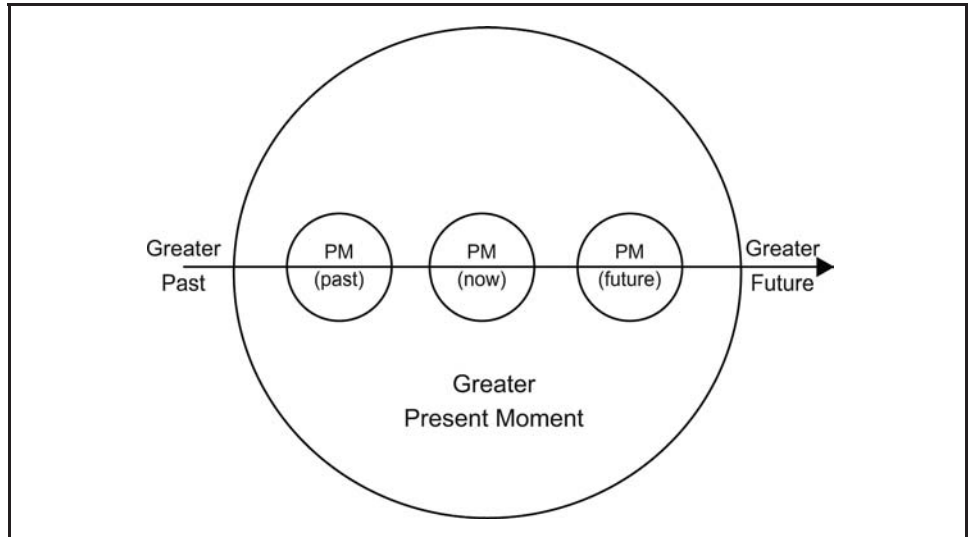 Greater
Past
PM
(past)
PM
(now)
PM
(future)
Greater
Future
Greater
Present Moment